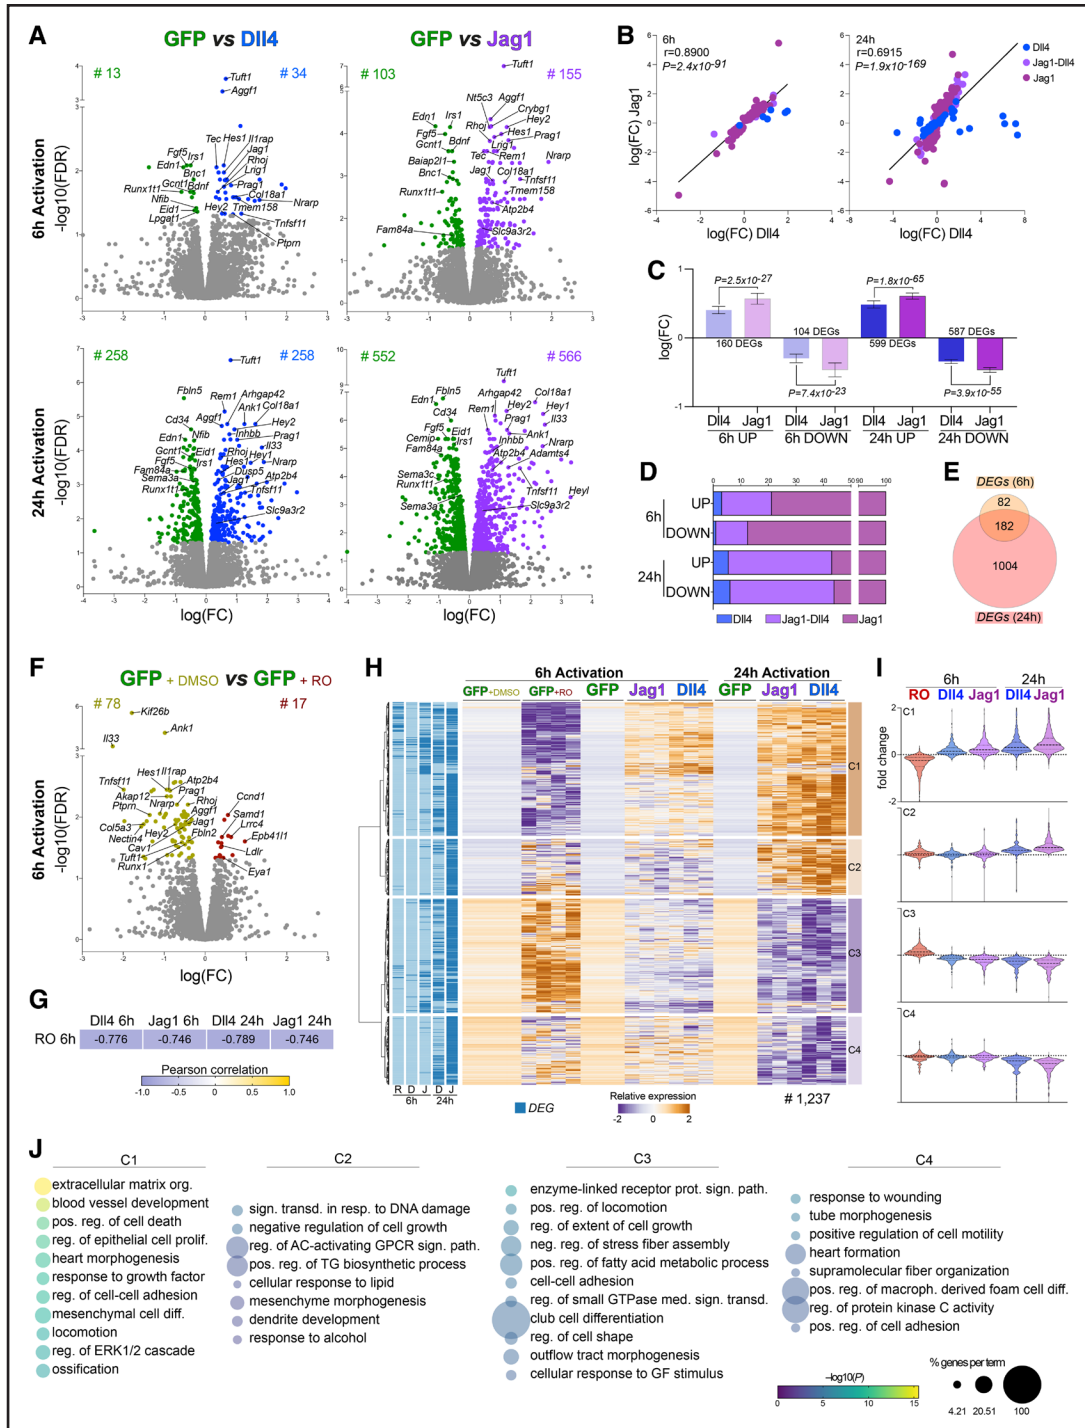 A
GFP vs Dll4
GFP vs Jag1
6h Activation
-log10(FDR)
# 13
# 34
Tuft1
Aggf1
Tec
Hes1
Il1rap
Jag1
Rhoj
Lrig1
Prag1
Col18a1
Nrarp
Hey2
Tmem158
Tnfsf11
Ptprn
Fgf5
Irs1
Edn1
Bnc1
Gcnt1
Bdnf
Runx1t1
Nfib
Eid1
Lpgat1
# 103
# 155
Tuft1
Nt5c3
Aggf1
Crybg1
Rhoj
Hey2
Hes1
Prag1
Lrig1
Tec
Rem1
Nrarp
Jag1
Col18a1
Tnfsf11
Tmem158
Atp2b4
Slc9a3r2
Edn1
Irs1
Fgf5
Gcnt1
Bdnf
Baiap2l1
Bnc1
Runx1t1
Fam84a
24h Activation
-log10(FDR)
# 258
# 258
Tuft1
Fbln5
Rem1
Arhgap42
Ank1
Col18a1
Aggf1
Hey2
Cd34
Nfib
Inhbb
Prag1
Edn1
Il33
Gcnt1
Eid1
Rhoj
Hey1
Fgf5
Irs1
Hes1
Nrarp
Fam84a
Dusp5
Sema3a
Jag1
Atp2b4
Runx1t1
Tnfsf11
Slc9a3r2
log(FC)
# 552
# 566
Tuft1
Fbln5
Arhgap42
Col18a1
Edn1
Hey2
Hey1
Cd34
Rem1
Prag1
Il33
Fgf5
Eid1
Ank1
Cemip
Irs1
Inhbb
Nrarp
Fam84a
Atp2b4
Adamts4
Sema3c
Runx1t1
Tnfsf11
Heyl
Sema3a
Slc9a3r2
log(FC)
B
6h
r=0.8900
P=2.4x10-91
24h
r=0.6915
P=1.9x10-169
Dll4
Jag1-Dll4
Jag1
log(FC) Jag1
log(FC) Dll4
log(FC) Dll4
C
log(FC)
P=2.5x10-27
P=1.8x10-65
104 DEGs
587 DEGs
160 DEGs
599 DEGs
P=7.4x10-23
P=3.9x10-55
Dll4 Jag1 Dll4 Jag1 Dll4 Jag1 Dll4 Jag1
6h UP 6h DOWN 24h UP 24h DOWN
D
0 10 20 30 40 50 90 100
6h
UP
DOWN
24h
UP
DOWN
Dll4
Jag1-Dll4
Jag1
E
DEGs (6h)
82
182
1004
DEGs (24h)
F
GFP + DMSO vs GFP + RO
6h Activation
-log10(FDR)
# 78
# 17
Kif26b
Ank1
Il33
Hes1
Il1rap
Tnfsf11
Atp2b4
Akap12
Prag1
Ptprn
Nrarp
Rhoj
Ccnd1
Aggf1
Samd1
Col5a3
Jag1
Lrrc4
Nectin4
Hey2
Fbln2
Epb41l1
Cav1
Ldlr
Tuft1
Runx1
Eya1
log(FC)
G
Dll4 6h Jag1 6h Dll4 24h Jag1 24h
RO 6h -0.776 -0.746 -0.789 -0.746
Pearson correlation
-1.0 -0.5 0 0.5 1.0
H
6h Activation
24h Activation
GFP+DMSO GFP+RO GFP Jag1 Dll4 GFP Jag1 Dll4
C1
C2
C3
C4
R D J D J
6h 24h
DEG
Relative expression
-2 0 2
# 1,237
I
6h 24h
RO Dll4 Jag1 Dll4 Jag1
fold change
2
0
-2
C1
C2
C3
C4
J
C1
extracellular matrix org.
blood vessel development
pos. reg. of cell death
reg. of epithelial cell prolif.
heart morphogenesis
response to growth factor
reg. of cell-cell adhesion
mesenchymal cell diff.
locomotion
reg. of ERK1/2 cascade
ossification
C2
sign. transd. in resp. to DNA damage
negative regulation of cell growth
reg. of AC-activating GPCR sign. path.
pos. reg. of TG biosynthetic process
cellular response to lipid
mesenchyme morphogenesis
dendrite development
response to alcohol
C3
enzyme-linked receptor prot. sign. path.
pos. reg. of locomotion
reg. of extent of cell growth
neg. reg. of stress fiber assembly
pos. reg. of fatty acid metabolic process
cell-cell adhesion
reg. of small GTPase med. sign. transd.
club cell differentiation
reg. of cell shape
outflow tract morphogenesis
cellular response to GF stimulus
C4
response to wounding
tube morphogenesis
positive regulation of cell motility
heart formation
supramolecular fiber organization
pos. reg. of macroph. derived foam cell diff.
reg. of protein kinase C activity
pos. reg. of cell adhesion
–log10(P)
0 5 10 15
% genes per term
4.21 20.51 100